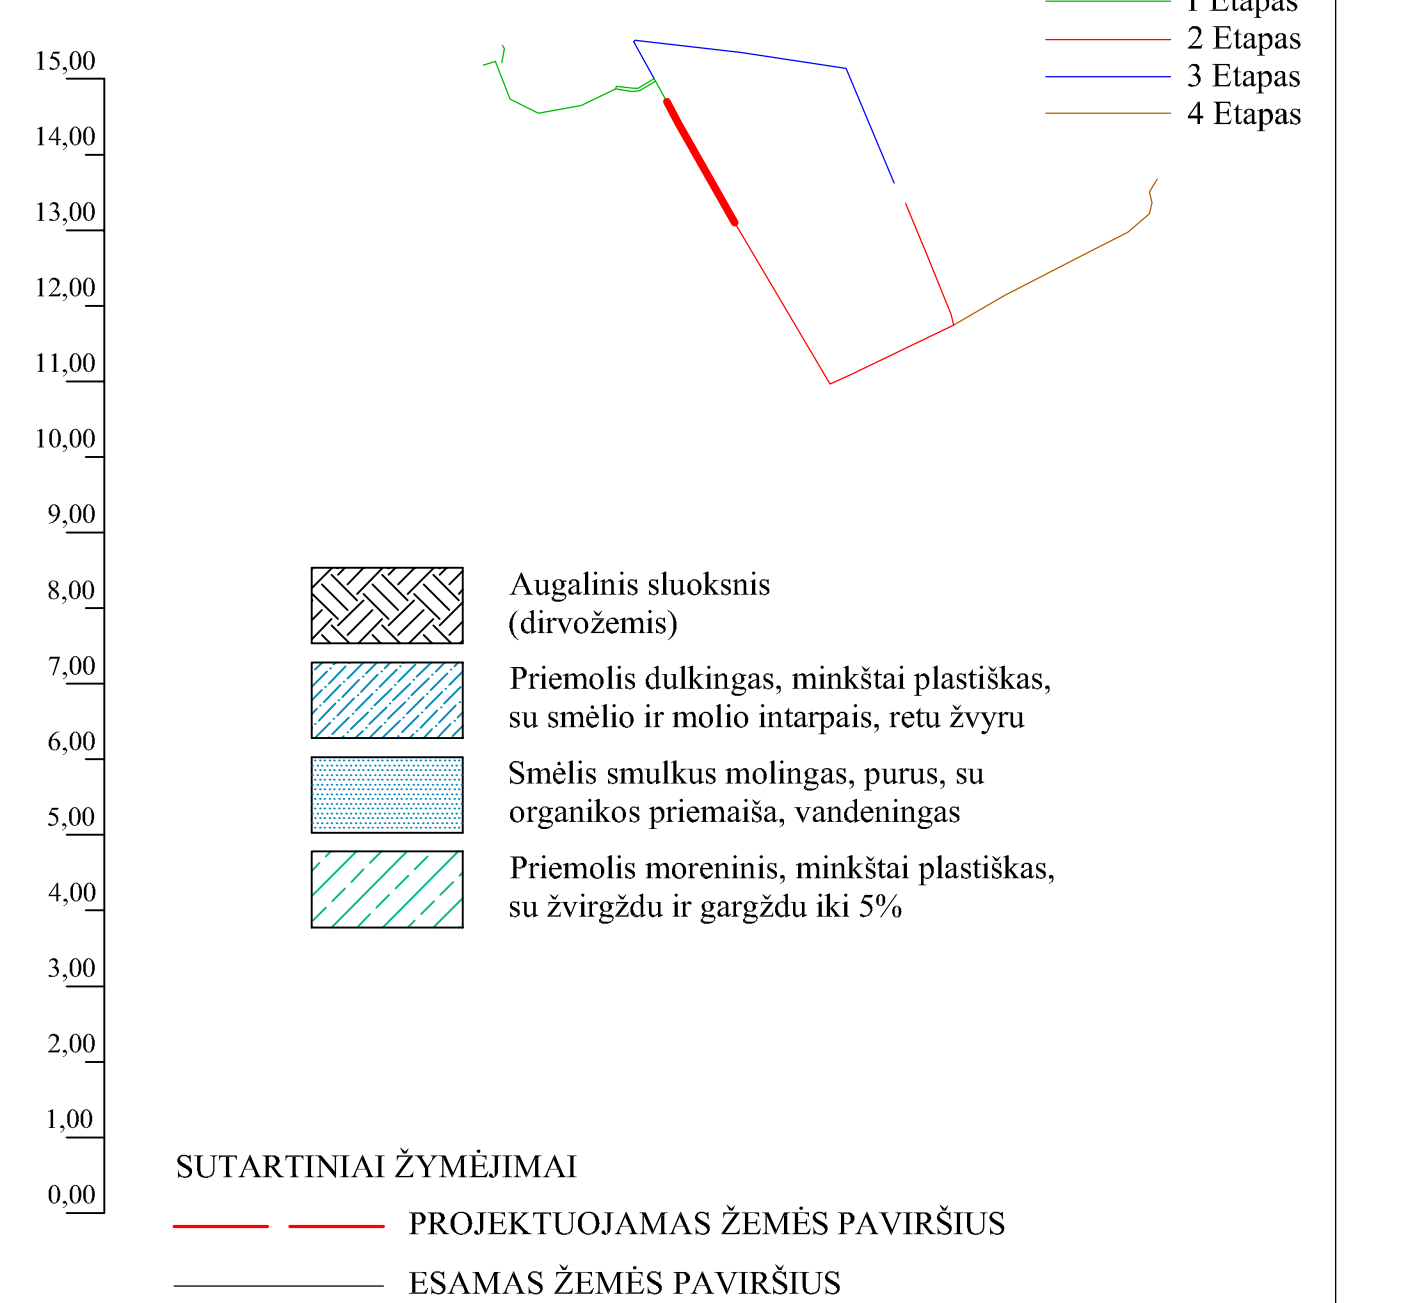 1 Etapas
2 Etapas
3 Etapas
4 Etapas
15,00
14,00
13,00
12,00
11,00
10,00
9,00
8,00
7,00
6,00
5,00
4,00
3,00
2,00
1,00
0,00
Augalinis sluoksnis
(dirvožemis)
Priemolis dulkingas, minkštai plastiškas,
su smėlio ir molio intarpais, retu žvyru
Smėlis smulkus molingas, purus, su
organikos priemaiša, vandeningas
Priemolis moreninis, minkštai plastiškas,
su žvirgždu ir gargždu iki 5%
SUTARTINIAI ŽYMĖJIMAI
PROJEKTUOJAMAS ŽEMĖS PAVIRŠIUS
ESAMAS ŽEMĖS PAVIRŠIUS